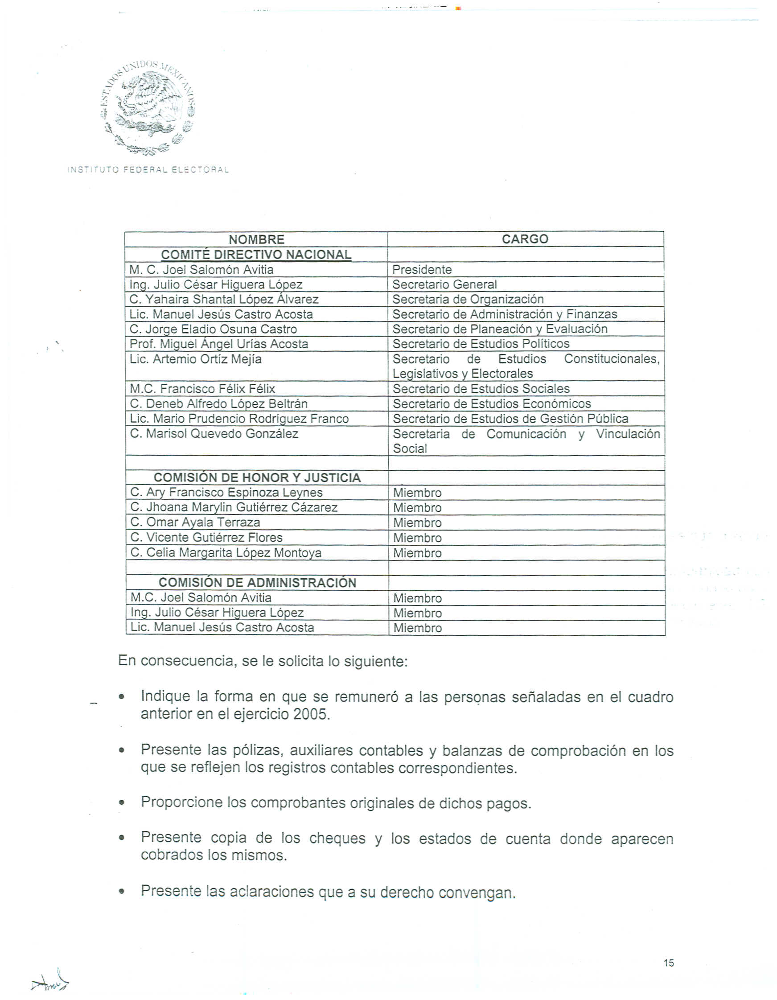 ESTADOS UNIDOS MEXICANOS
INSTITUTO FEDERAL ELECTORAL
NOMBRE CARGO
COMITÉ DIRECTIVO NACIONAL
M. C. Joel Salomón Avitia Presidente
Ing. Julio César Higuera López Secretario General
C. Yahaira Shantal López Álvarez Secretaria de Organización
Lic. Manuel Jesús Castro Acosta Secretario de Administración y Finanzas
C. Jorge Eladio Osuna Castro Secretario de Planeación y Evaluación
Prof. Miguel Ángel Urías Acosta Secretario de Estudios Políticos
Lic. Artemio Ortíz Mejía Secretario de Estudios Constitucionales,
Legislativos y Electorales
M.C. Francisco Félix Félix Secretario de Estudios Sociales
C. Deneb Alfredo López Beltrán Secretario de Estudios Económicos
Lic. Mario Prudencio Rodríguez Franco Secretario de Estudios de Gestión Pública
C. Marisol Quevedo González Secretaria de Comunicación y Vinculación
Social
COMISIÓN DE HONOR Y JUSTICIA
C. Ary Francisco Espinoza Leynes Miembro
C. Jhoana Marylin Gutiérrez Cázarez Miembro
C. Omar Ayala Terraza Miembro
C. Vicente Gutiérrez Flores Miembro
C. Celia Margarita López Montoya Miembro
COMISIÓN DE ADMINISTRACIÓN
M.C. Joel Salomón Avitia Miembro
Ing. Julio César Higuera López Miembro
Lic. Manuel Jesús Castro Acosta Miembro
En consecuencia, se le solicita lo siguiente:
• Indique la forma en que se remuneró a las personas señaladas en el cuadro
anterior en el ejercicio 2005.
• Presente las pólizas, auxiliares contables y balanzas de comprobación en los
que se reflejen los registros contables correspondientes.
• Proporcione los comprobantes originales de dichos pagos.
• Presente copia de los cheques y los estados de cuenta donde aparecen
cobrados los mismos.
• Presente las aclaraciones que a su derecho convengan.
15